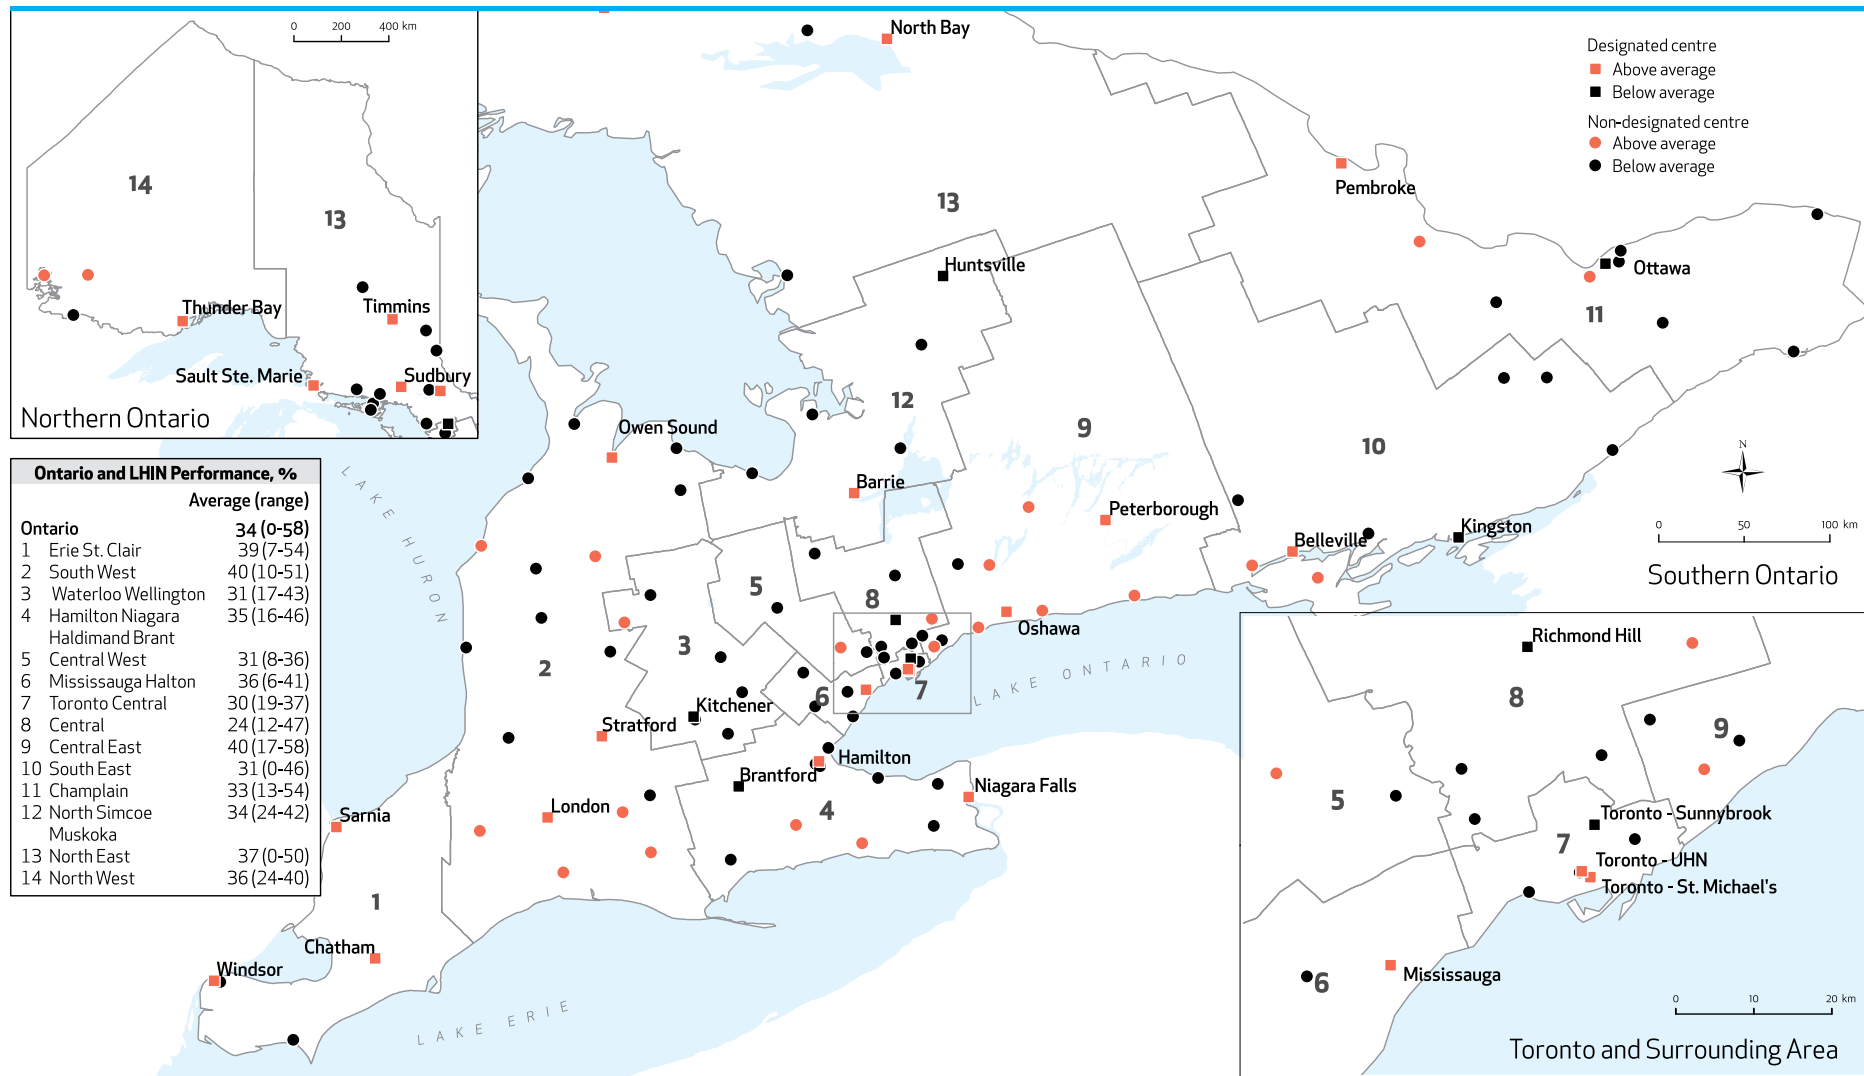 0 200 400 km
14
13
Thunder Bay
Timmins
Sault Ste. Marie
Sudbury
Northern Ontario
Ontario and LHIN Performance, %
Average (range)
Ontario 34 (0-58)
1 Erie St. Clair 39 (7-54)
2 South West 40 (10-51)
3 Waterloo Wellington 31 (17-43)
4 Hamilton Niagara 35 (16-46)
Haldimand Brant
5 Central West 31 (8-36)
6 Mississauga Halton 36 (6-41)
7 Toronto Central 30 (19-37)
8 Central 24 (12-47)
9 Central East 40 (17-58)
10 South East 31 (0-46)
11 Champlain 33 (13-54)
12 North Simcoe 34 (24-42)
Muskoka
13 North East 37 (0-50)
14 North West 36 (24-40)
North Bay
13
Pembroke
Huntsville
Ottawa
11
12
Owen Sound
9
10
Barrie
Peterborough
Belleville
Kingston
5
8
Oshawa
3
2
6
7
Kitchener
Stratford
Hamilton
Brantford
Niagara Falls
4
London
Sarnia
1
Chatham
Windsor
LAKE HURON
LAKE ONTARIO
LAKE ERIE
Designated centre
Above average
Below average
Non-designated centre
Above average
Below average
N
0 50 100 km
Southern Ontario
Richmond Hill
8
9
5
Toronto - Sunnybrook
7
Toronto - UHN
Toronto - St. Michael's
6
Mississauga
0 10 20 km
Toronto and Surrounding Area